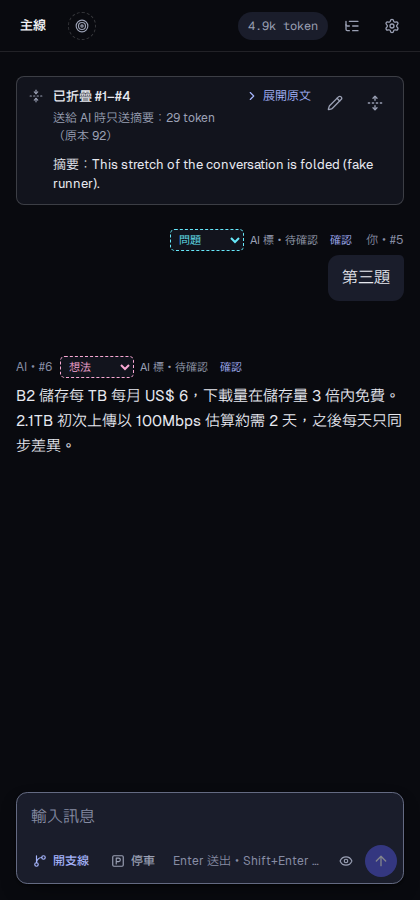 主線
4.9k token
已折疊 #1–#4
展開原文
送給 AI 時只送摘要：29 token
（原本 92）
摘要：This stretch of the conversation is folded (fake
runner).
問題 AI 標・待確認 確認 你・#5
第三題
AI・#6 想法 AI 標・待確認 確認
B2 儲存每 TB 每月 US$ 6，下載量在儲存量 3 倍內免費。
2.1TB 初次上傳以 100Mbps 估算約需 2 天，之後每天只同
步差異。
輸入訊息
開支線 停車 Enter 送出・Shift+Enter ...